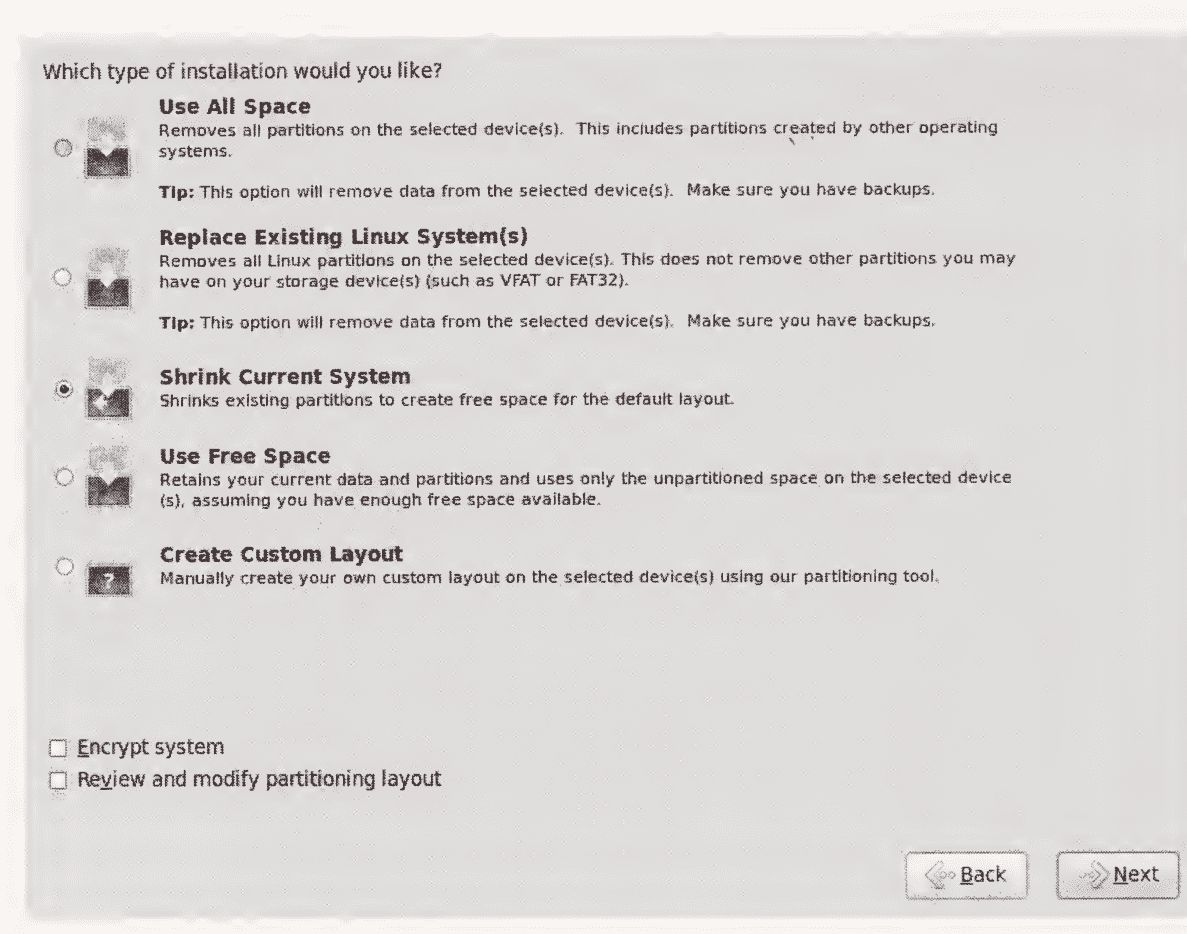 Which type of installation would you like?
Use All Space
Removes all partitions on the selected device(s). This includes partitions created by other operating
systems.
Tip: This option will remove data from the selected device(s). Make sure you have backups.
Replace Existing Linux System(s)
Removes all Linux partitions on the selected device(s). This does not remove other partitions you may
have on your storage device(s) (such as VFAT or FAT32).
Tip: This option will remove data from the selected device(s). Make sure you have backups.
Shrink Current System
Shrinks existing partitions to create free space for the default layout.
Use Free Space
Retains your current data and partitions and uses only the unpartitioned space on the selected device
(s), assuming you have enough free space available.
Create Custom Layout
?
Manually create your own custom layout on the selected device(s) using our partitioning tool.
Encrypt system
Review and modify partitioning layout
Back Next